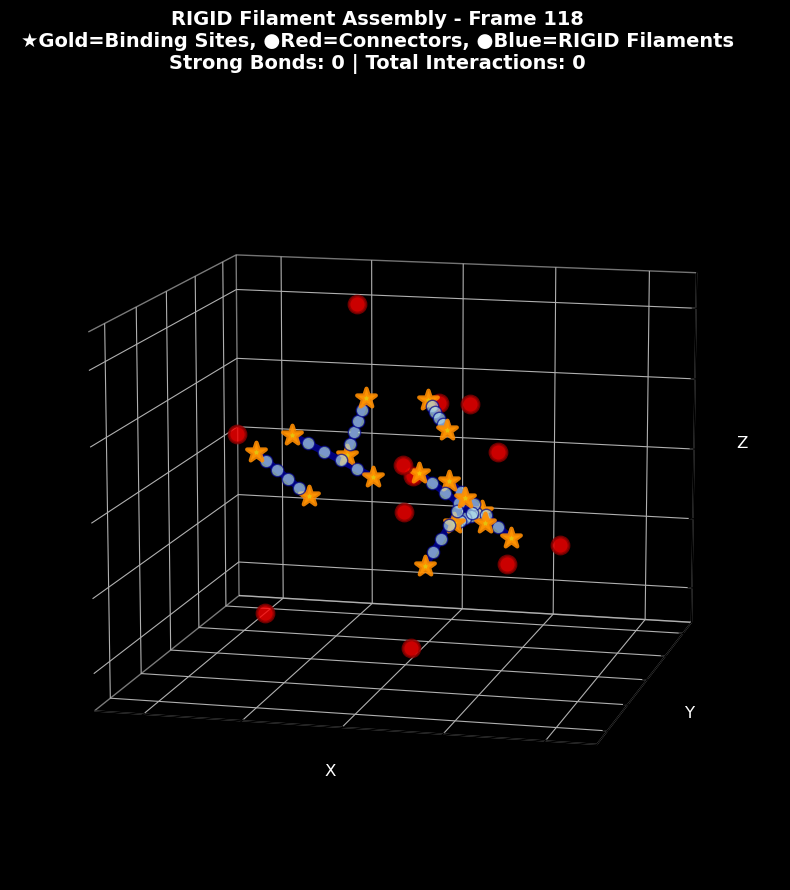 RIGID Filament Assembly - Frame 118
★Gold=Binding Sites, ●Red=Connectors, ●Blue=RIGID Filaments
Strong Bonds: 0 | Total Interactions: 0
Z
Y
X